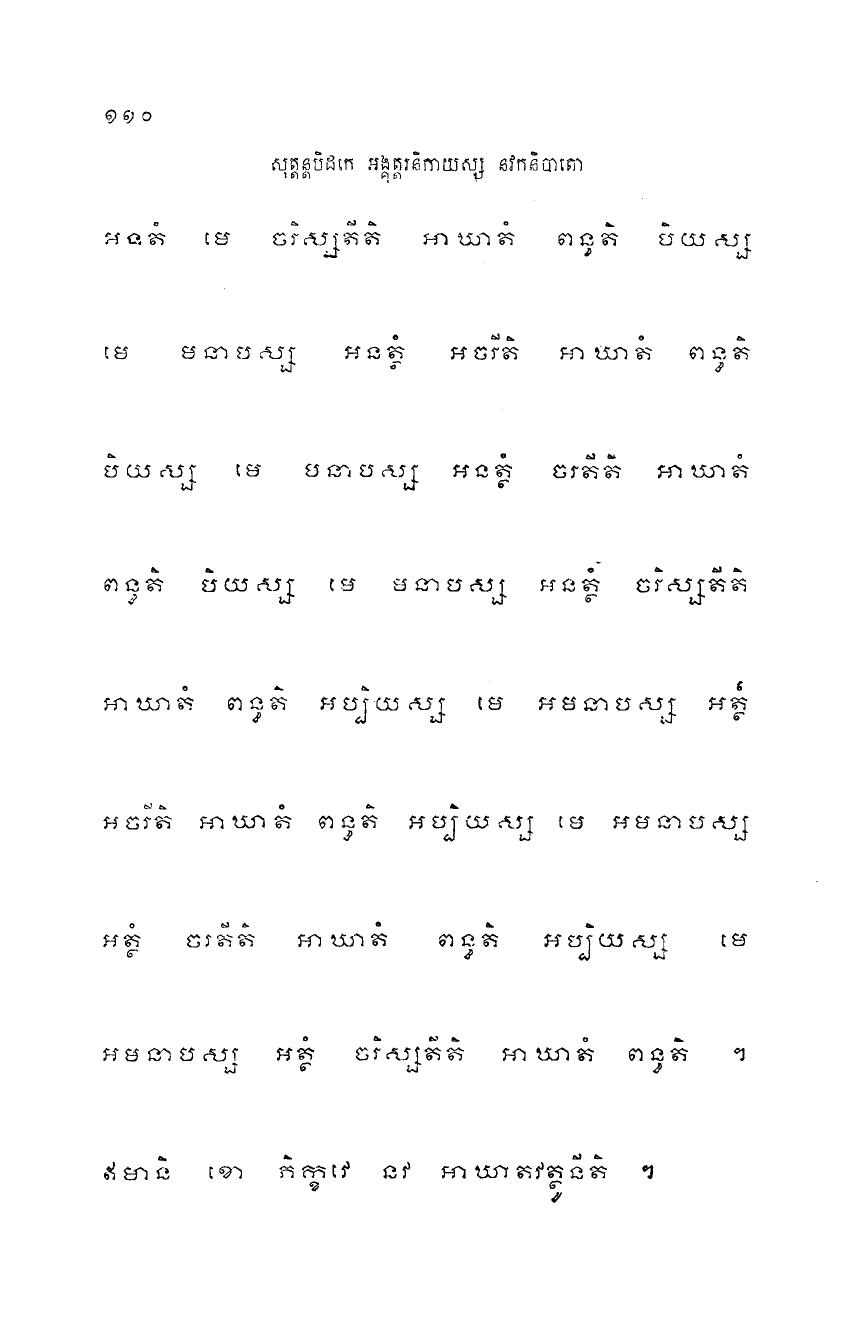 ១១០
សុត្តន្តបិដកេ អង្គុត្តរនិកាយស្ស នវកនិបាតោ
អនតំ មេ ចរិស្សតីតិ អាឃាតំ ពន្ធតិ បិយស្ស
មេ មនាបស្ស អនត្ថំ អចរីតិ អាឃាតំ ពន្ធតិ
បិយស្ស មេ បនាបស្ស អនត្ថំ ចរតីតិ អាឃាតំ
ពន្ធតិ បិយស្ស មេ មនាបស្ស អនត្ថំ ចរិស្សតីតិ
អាឃាតំ ពន្ធតិ អប្បិយស្ស មេ អមនាបស្ស អត្ថំ
អចរីតិ អាឃាតំ ពន្ធតិ អប្បិយស្ស មេ អមនាបស្ស
អត្ថំ ចរតីតិ អាឃាតំ ពន្ធតិ អប្បិយស្ស មេ
អមនាបស្ស អត្ថំ ចរិស្សតីតិ អាឃាតំ ពន្ធតិ ។
ឥមានិ ខោ ភិក្ខវេ នវ អាឃាតវត្ថូនីតិ ។